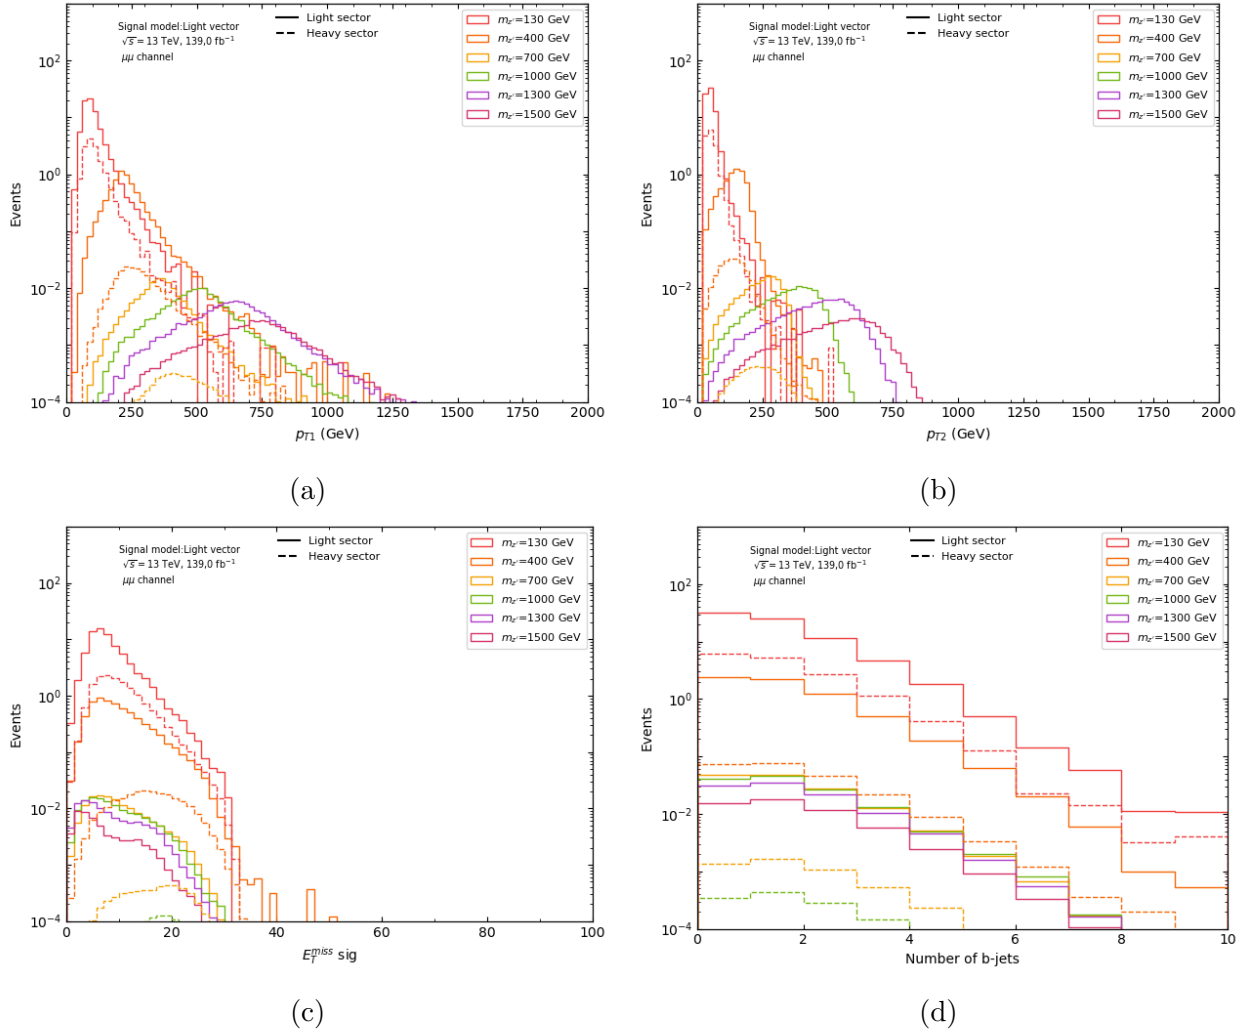 Signal model:Light vector
√s = 13 TeV, 139,0 fb⁻¹
μμ channel
Light sector
Heavy sector
m_z'=130 GeV
m_z'=400 GeV
m_z'=700 GeV
m_z'=1000 GeV
m_z'=1300 GeV
m_z'=1500 GeV
Events
10²
10⁰
10⁻²
10⁻⁴
0 250 500 750 1000 1250 1500 1750 2000
p_T1 (GeV)
(a)
Signal model:Light vector
√s = 13 TeV, 139,0 fb⁻¹
μμ channel
Light sector
Heavy sector
m_z'=130 GeV
m_z'=400 GeV
m_z'=700 GeV
m_z'=1000 GeV
m_z'=1300 GeV
m_z'=1500 GeV
Events
10²
10⁰
10⁻²
10⁻⁴
0 250 500 750 1000 1250 1500 1750 2000
p_T2 (GeV)
(b)
Signal model:Light vector
√s = 13 TeV, 139,0 fb⁻¹
μμ channel
Light sector
Heavy sector
m_z'=130 GeV
m_z'=400 GeV
m_z'=700 GeV
m_z'=1000 GeV
m_z'=1300 GeV
m_z'=1500 GeV
Events
10²
10⁰
10⁻²
10⁻⁴
0 20 40 60 80 100
E_T^miss sig
(c)
Signal model:Light vector
√s = 13 TeV, 139,0 fb⁻¹
μμ channel
Light sector
Heavy sector
m_z'=130 GeV
m_z'=400 GeV
m_z'=700 GeV
m_z'=1000 GeV
m_z'=1300 GeV
m_z'=1500 GeV
Events
10²
10⁰
10⁻²
10⁻⁴
0 2 4 6 8 10
Number of b-jets
(d)